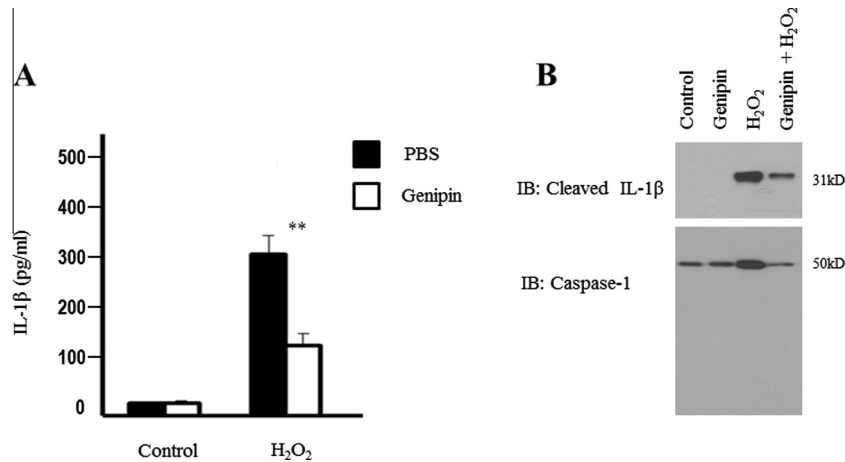 A
IL-1β (pg/ml)
500
400
300
200
100
0
Control
H₂O₂
**
PBS
Genipin
B
Control
Genipin
H₂O₂
Genipin + H₂O₂
IB: Cleaved IL-1β
31kD
IB: Caspase-1
50kD